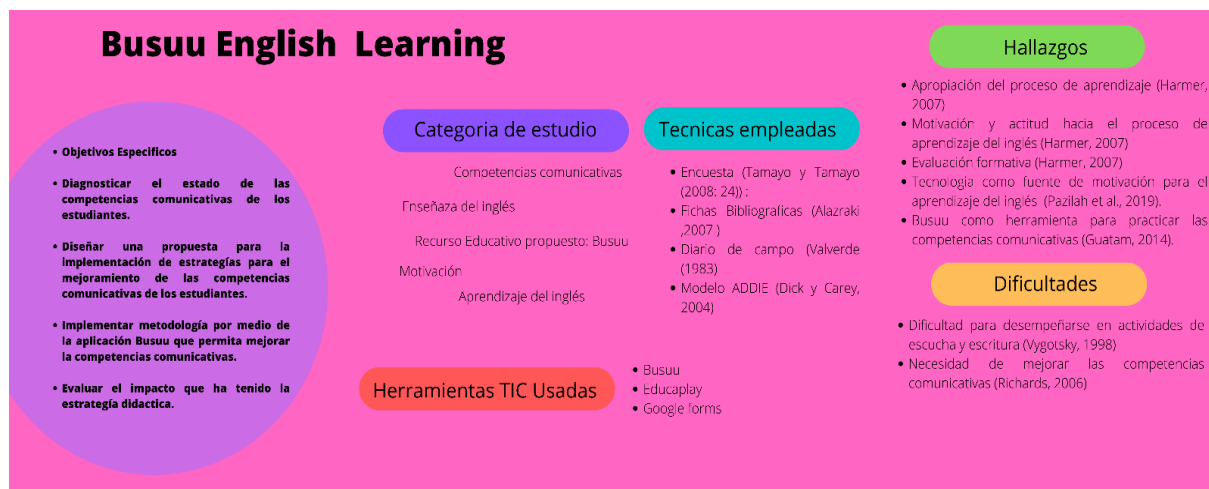 Busuu English Learning
• Objetivos Especificos
• Diagnosticar el estado de las
competencias comunicativas de los
estudiantes.
• Diseñar una propuesta para la
implementación de estrategías para el
mejoramiento de las competencias
comunicativas de los estudiantes.
• Implementar metodología por medio de
la aplicación Busuu que permita mejorar
la competencias comunicativas.
• Evaluar el impacto que ha tenido la
estrategía didactica.
Categoria de estudio
Competencias comunicativas
Enseñaza del inglés
Recurso Educativo propuesto: Busuu
Motivación
Aprendizaje del inglés
Tecnicas empleadas
• Encuesta (Tamayo y Tamayo
(2008: 24)) :
• Fichas Bibliograficas (Alazraki
,2007 )
• Diario de campo (Valverde
(1983)
• Modelo ADDIE (Dick y Carey,
2004)
Herramientas TIC Usadas
• Busuu
• Educaplay
• Google forms
Hallazgos
• Apropiación del proceso de aprendizaje (Harmer,
2007)
• Motivación y actitud hacia el proceso de
aprendizaje del inglés (Harmer, 2007)
• Evaluación formativa (Harmer, 2007)
• Tecnologia como fuente de motivación para el
aprendizaje del inglés (Pazilah et al., 2019).
• Busuu como herramienta para practicar las
competencias comunicativas (Guatam, 2014).
Dificultades
• Dificultad para desempeñarse en actividades de
escucha y escritura (Vygotsky, 1998)
• Necesidad de mejorar las competencias
comunicativas (Richards, 2006)